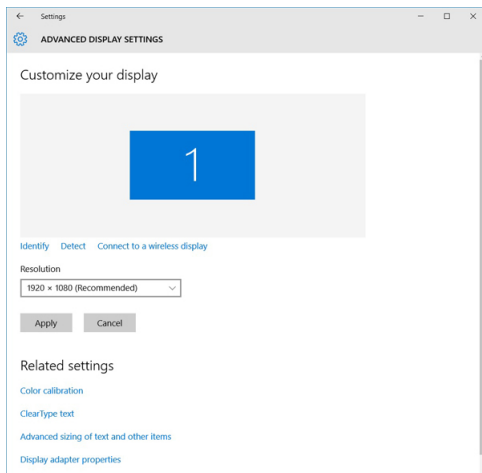 Settings
ADVANCED DISPLAY SETTINGS
Customize your display
1
Identify Detect Connect to a wireless display
Resolution
1920 × 1080 (Recommended)
Apply Cancel
Related settings
Color calibration
ClearType text
Advanced sizing of text and other items
Display adapter properties